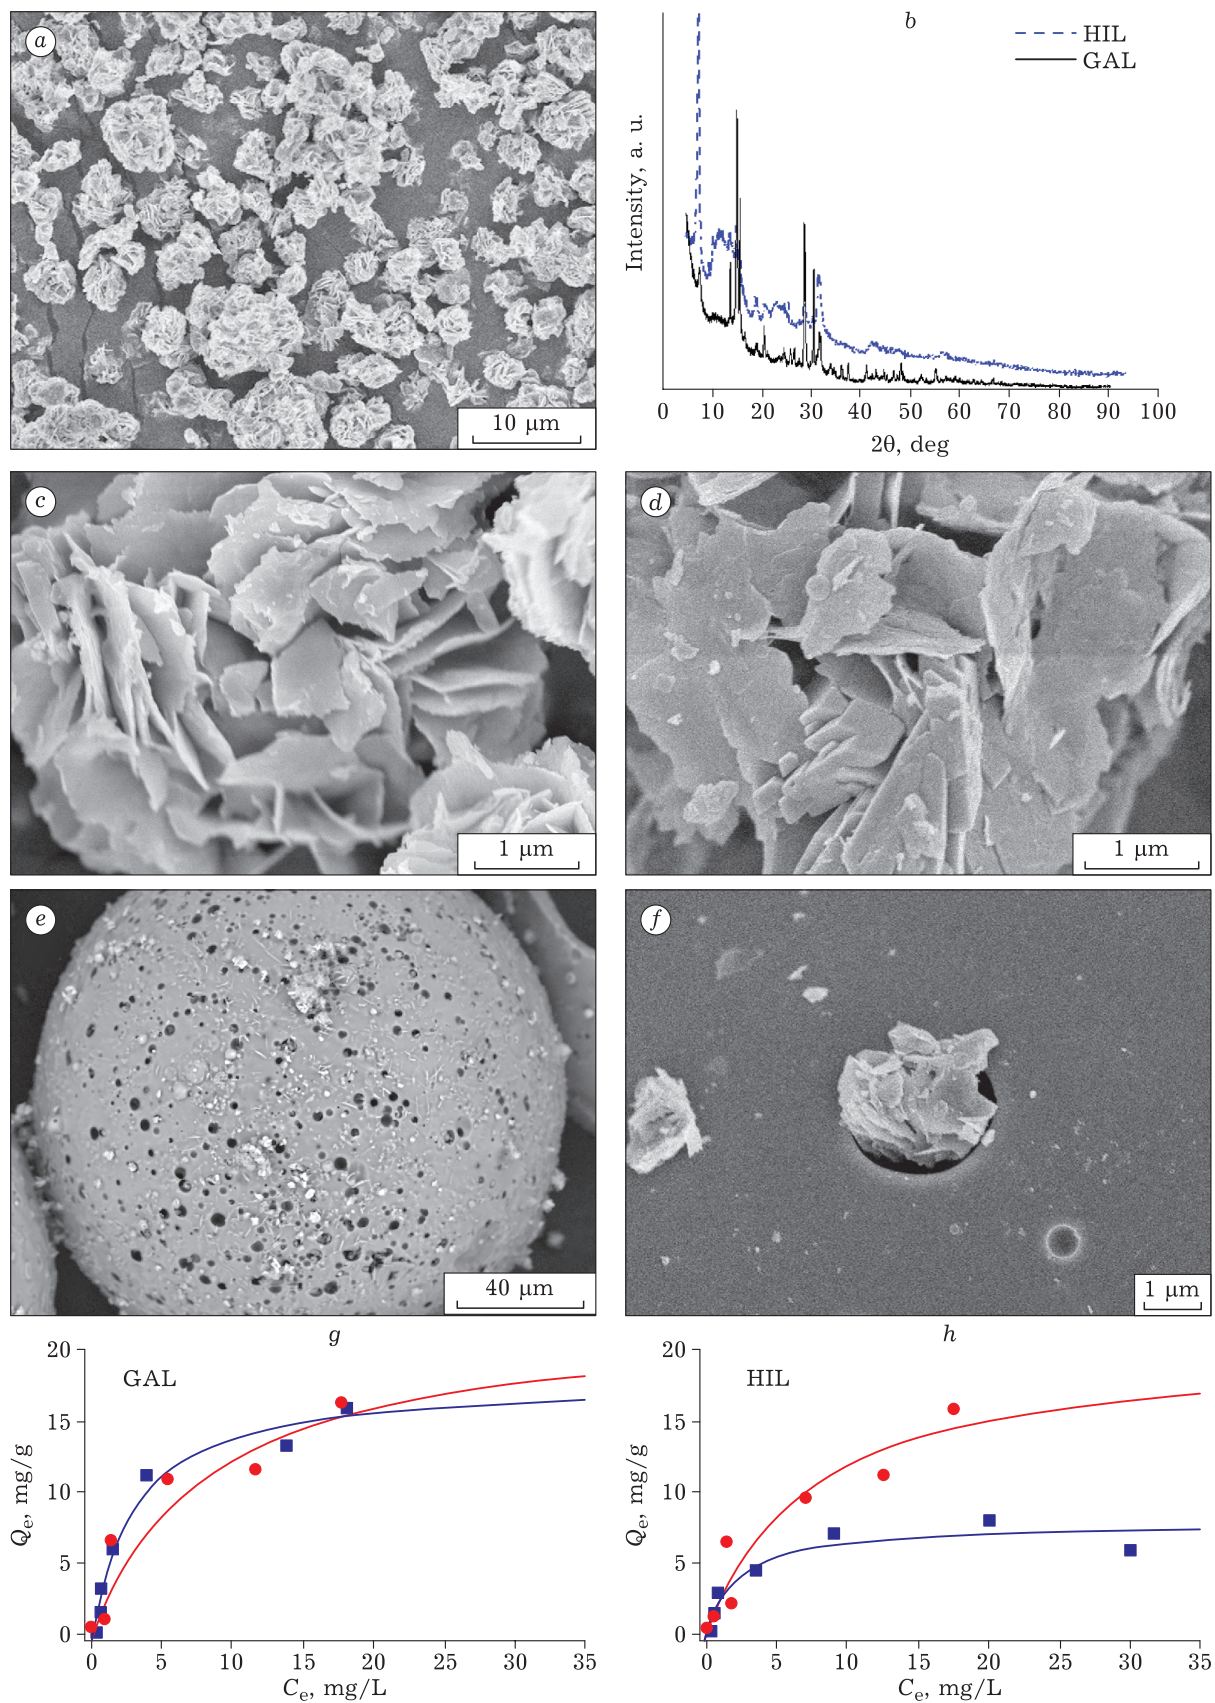 a
10 µm
b
HIL
GAL
Intensity, a. u.
0 10 20 30 40 50 60 70 80 90 100
2θ, deg
c
1 µm
d
1 µm
e
40 µm
f
1 µm
g
GAL
20
15
10
5
0
Qe, mg/g
0 5 10 15 20 25 30 35
Ce, mg/L
h
HIL
20
15
10
5
0
Qe, mg/g
0 5 10 15 20 25 30 35
Ce, mg/L